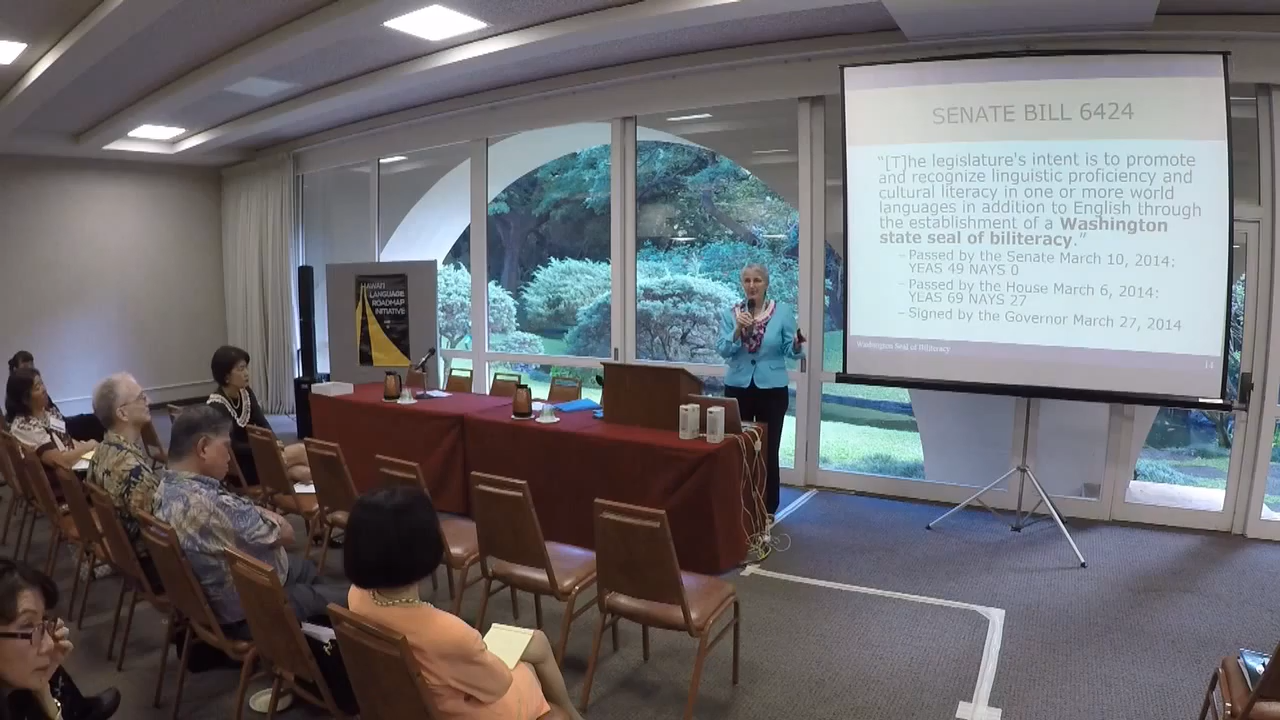 SENATE BILL 6424
“[T]he legislature's intent is to promote
and recognize linguistic proficiency and
cultural literacy in one or more world
languages in addition to English through
the establishment of a Washington
state seal of biliteracy.”
– Passed by the Senate March 10, 2014:
YEAS 49 NAYS 0
– Passed by the House March 6, 2014:
YEAS 69 NAYS 27
– Signed by the Governor March 27, 2014
Washington Seal of Biliteracy
HAWAI'I
LANGUAGE
ROADMAP
INITIATIVE